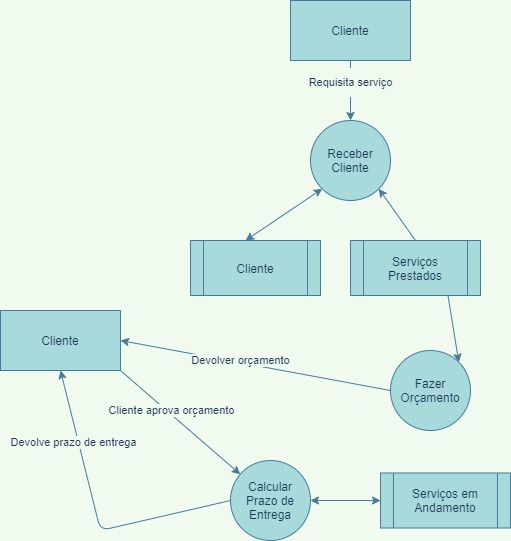 Cliente
Requisita serviço
Receber
Cliente
Cliente
Serviços
Prestados
Cliente
Devolver orçamento
Fazer
Orçamento
Cliente aprova orçamento
Devolve prazo de entrega
Calcular
Prazo de
Entrega
Serviços em
Andamento